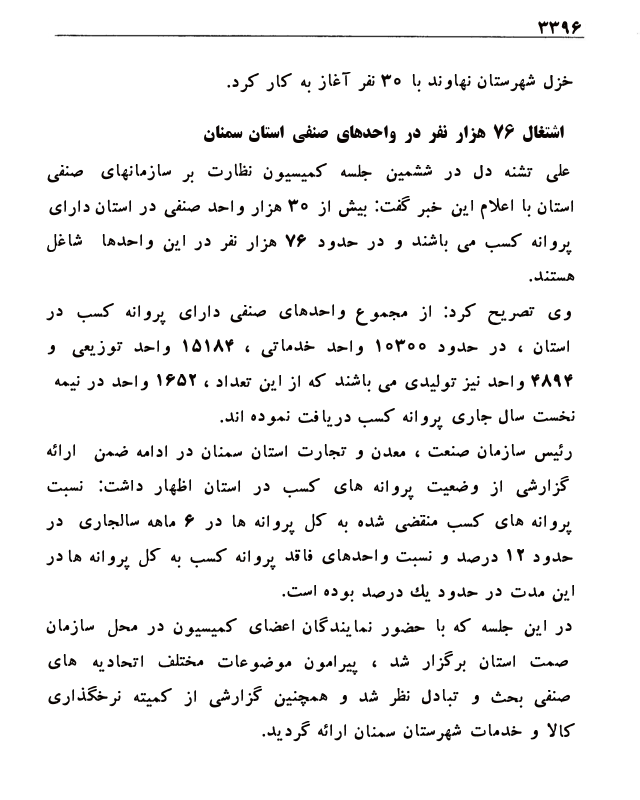 ۳۳۹۶
خزل شهرستان نهاوند با ۳۰ نفر آغاز به کار کرد.
اشتغال ۷۶ هزار نفر در واحدهای صنفی استان سمنان
علی تشنه دل در ششمین جلسه کمیسیون نظارت بر سازمانهای صنفی
استان با اعلام این خبر گفت: بیش از ۳۰ هزار واحد صنفی در استان دارای
پروانه کسب می باشند و در حدود ۷۶ هزار نفر در این واحدها شاغل
هستند.
وی تصریح کرد: از مجموع واحدهای صنفی دارای پروانه کسب در
استان ، در حدود ۱۰۳۰۰ واحد خدماتی ، ۱۵۱۸۴ واحد توزیعی و
۴۸۹۴ واحد نیز تولیدی می باشند که از این تعداد ، ۱۶۵۲ واحد در نیمه
نخست سال جاری پروانه کسب دریافت نموده اند.
رئیس سازمان صنعت ، معدن و تجارت استان سمنان در ادامه ضمن ارائه
گزارشی از وضعیت پروانه های کسب در استان اظهار داشت: نسبت
پروانه های کسب منقضی شده به کل پروانه ها در ۶ ماهه سالجاری در
حدود ۱۲ درصد و نسبت واحدهای فاقد پروانه کسب به کل پروانه ها در
این مدت در حدود یك درصد بوده است.
در این جلسه که با حضور نمایندگان اعضای کمیسیون در محل سازمان
صمت استان برگزار شد ، پیرامون موضوعات مختلف اتحادیه های
صنفی بحث و تبادل نظر شد و همچنین گزارشی از کمیته نرخگذاری
کالا و خدمات شهرستان سمنان ارائه گردید.